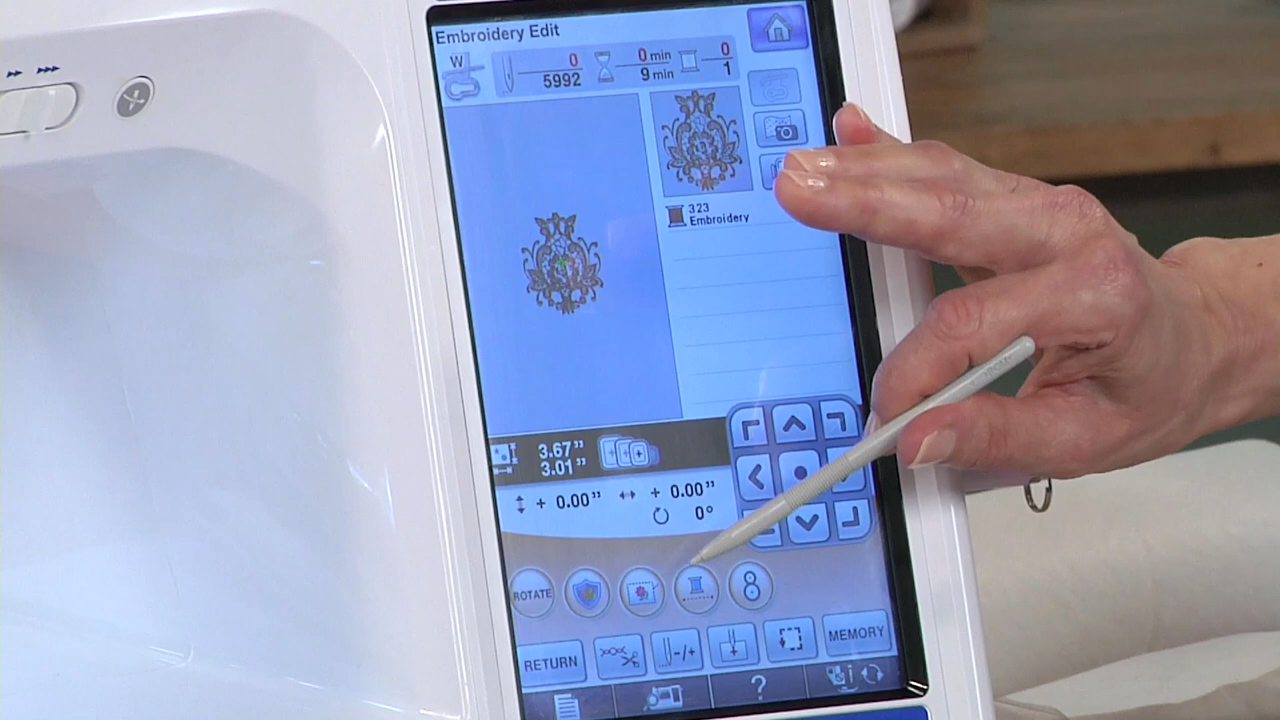 Embroidery Edit
W
0
5992
0 min
9 min
0
1
323
Embroidery
3.67"
3.01"
+ 0.00" + 0.00"
0°
ROTATE
8
RETURN
-/+
MEMORY
?